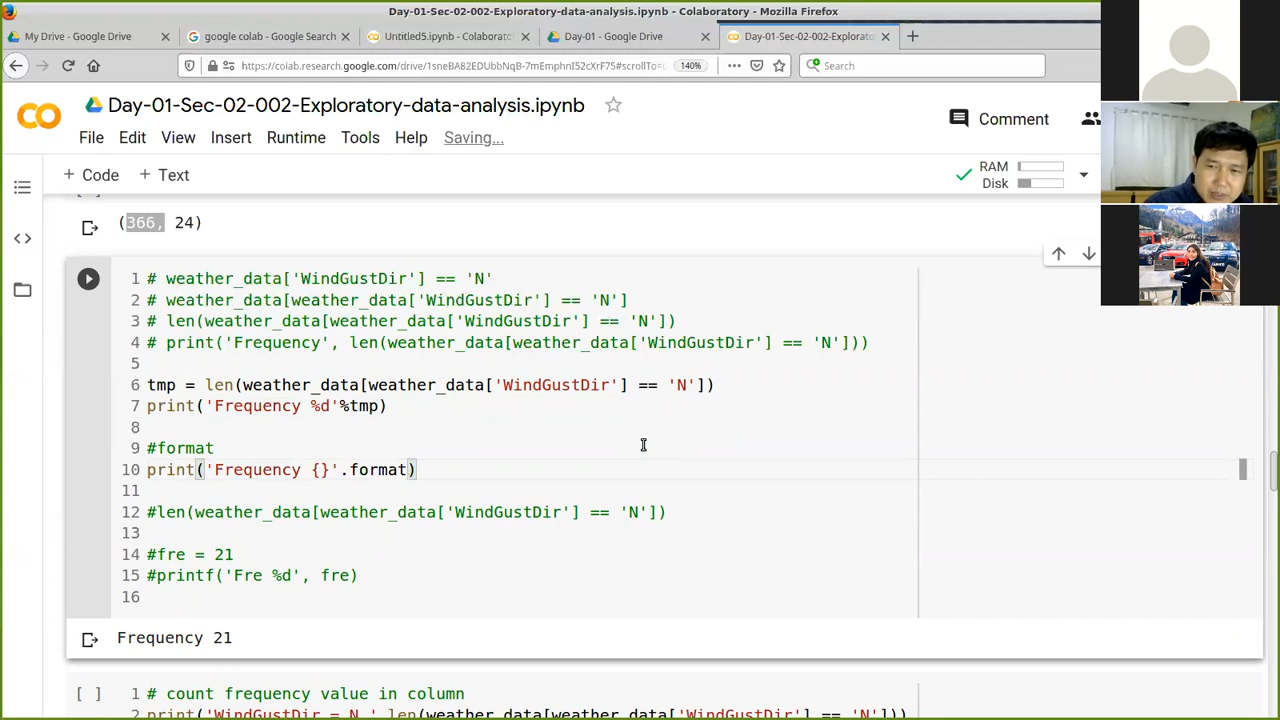 Day-01-Sec-02-002-Exploratory-data-analysis.ipynb - Colaboratory - Mozilla Firefox
My Drive - Google Drive
google colab - Google Search
Untitled5.ipynb - Colaborato
Day-01 - Google Drive
Day-01-Sec-02-002-Explorato
https://colab.research.google.com/drive/1sneBA82EDUbbNqB-7mEmphnI52cXrF75#scrollTo=
140%
Search
Day-01-Sec-02-002-Exploratory-data-analysis.ipynb
File Edit View Insert Runtime Tools Help Saving...
Comment
+ Code + Text
RAM
Disk
(366, 24)
1 # weather_data['WindGustDir'] == 'N'
2 # weather_data[weather_data['WindGustDir'] == 'N']
3 # len(weather_data[weather_data['WindGustDir'] == 'N'])
4 # print('Frequency', len(weather_data[weather_data['WindGustDir'] == 'N']))
5
6 tmp = len(weather_data[weather_data['WindGustDir'] == 'N'])
7 print('Frequency %d'%tmp)
8
9 #format
10 print('Frequency {}'.format)
11
12 #len(weather_data[weather_data['WindGustDir'] == 'N'])
13
14 #fre = 21
15 #printf('Fre %d', fre)
16
Frequency 21
[ ] 1 # count frequency value in column
2 print('WindGustDir = N ' len(weather_data[weather_data['WindGustDir'] == 'N']))